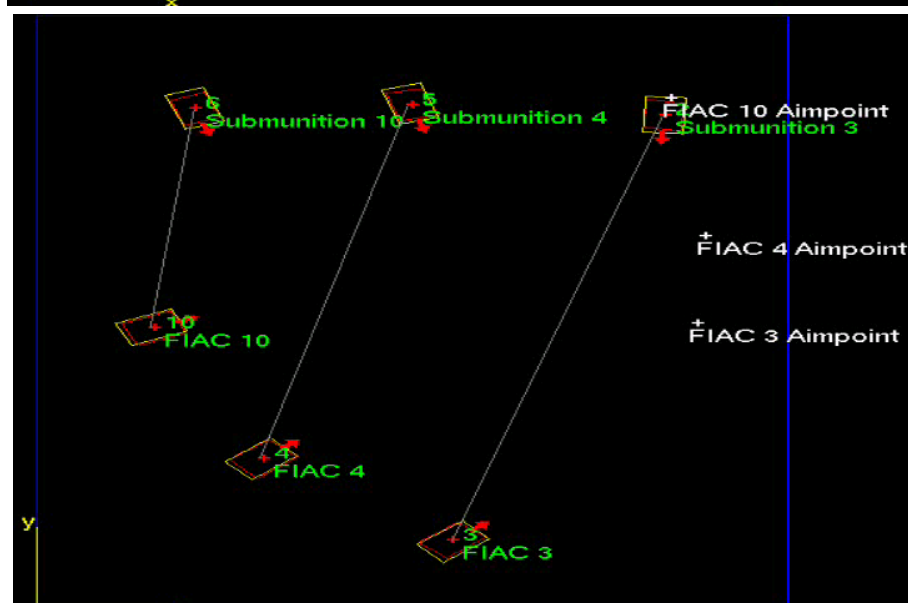 x
6
Submunition 10
5
Submunition 4
FIAC 10 Aimpoint
Submunition 3
FIAC 4 Aimpoint
10
FIAC 10
FIAC 3 Aimpoint
4
FIAC 4
y
3
FIAC 3